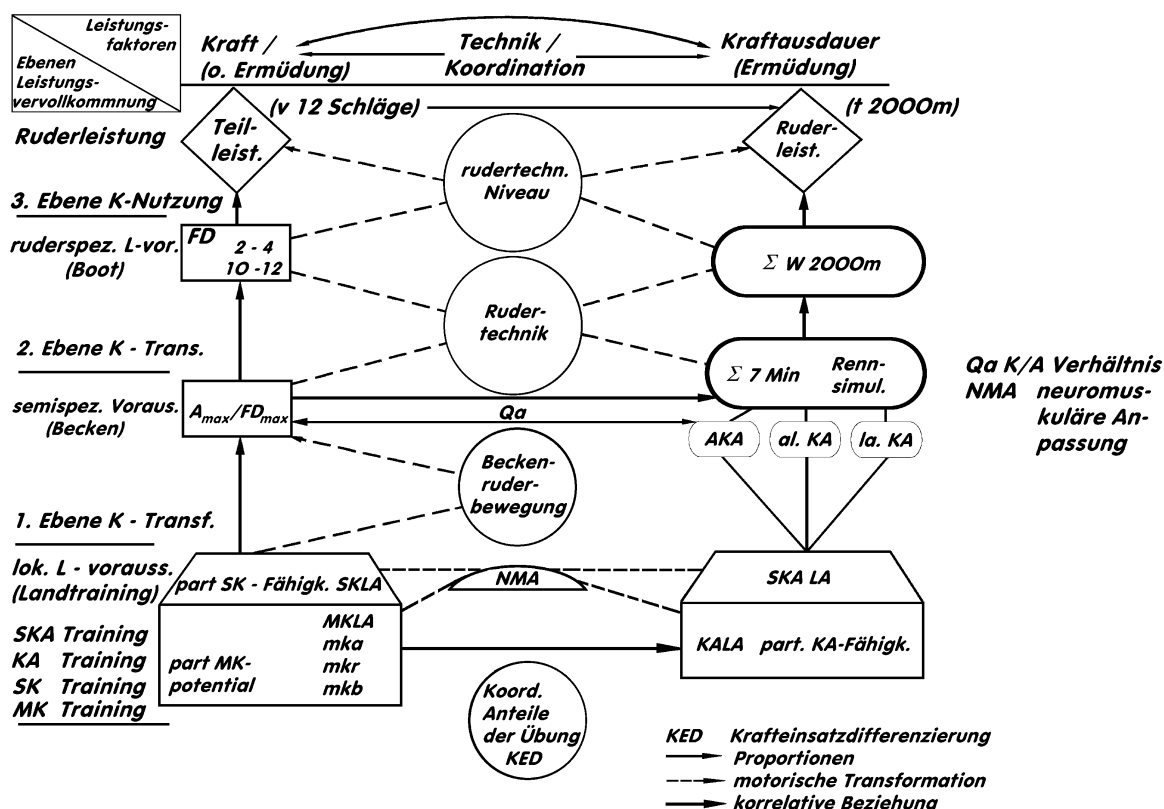 Leistungs-
faktoren
Ebenen
Leistungs-
vervollkommnung
Kraft /
(o. Ermüdung)
Technik /
Koordination
Kraftausdauer
(Ermüdung)
Ruderleistung
Teil-
leist.
(v 12 Schläge)
Ruder-
leist.
(t 2000m)
rudertechn.
Niveau
3. Ebene K-Nutzung
ruderspez. L-vor.
(Boot)
FD
2 - 4
10 -12
Σ W 2000m
Ruder-
technik
2. Ebene K - Trans.
semispez. Voraus.
(Becken)
Amax/FDmax
Qa
Σ 7 Min Renn-
simul.
AKA
al. KA
la. KA
Qa K/A Verhältnis
NMA neuromus-
kuläre An-
passung
Becken-
ruder-
bewegung
1. Ebene K - Transf.
lok. L - vorauss.
(Landtraining)
part SK - Fähigk. SKLA
NMA
SKA LA
SKA Training
KA Training
SK Training
MK Training
part MK-
potential
MKLA
mka
mkr
mkb
KALA part. KA-Fähigk.
Koord.
Anteile
der Übung
KED
KED Krafteinsatzdifferenzierung
Proportionen
motorische Transformation
korrelative Beziehung